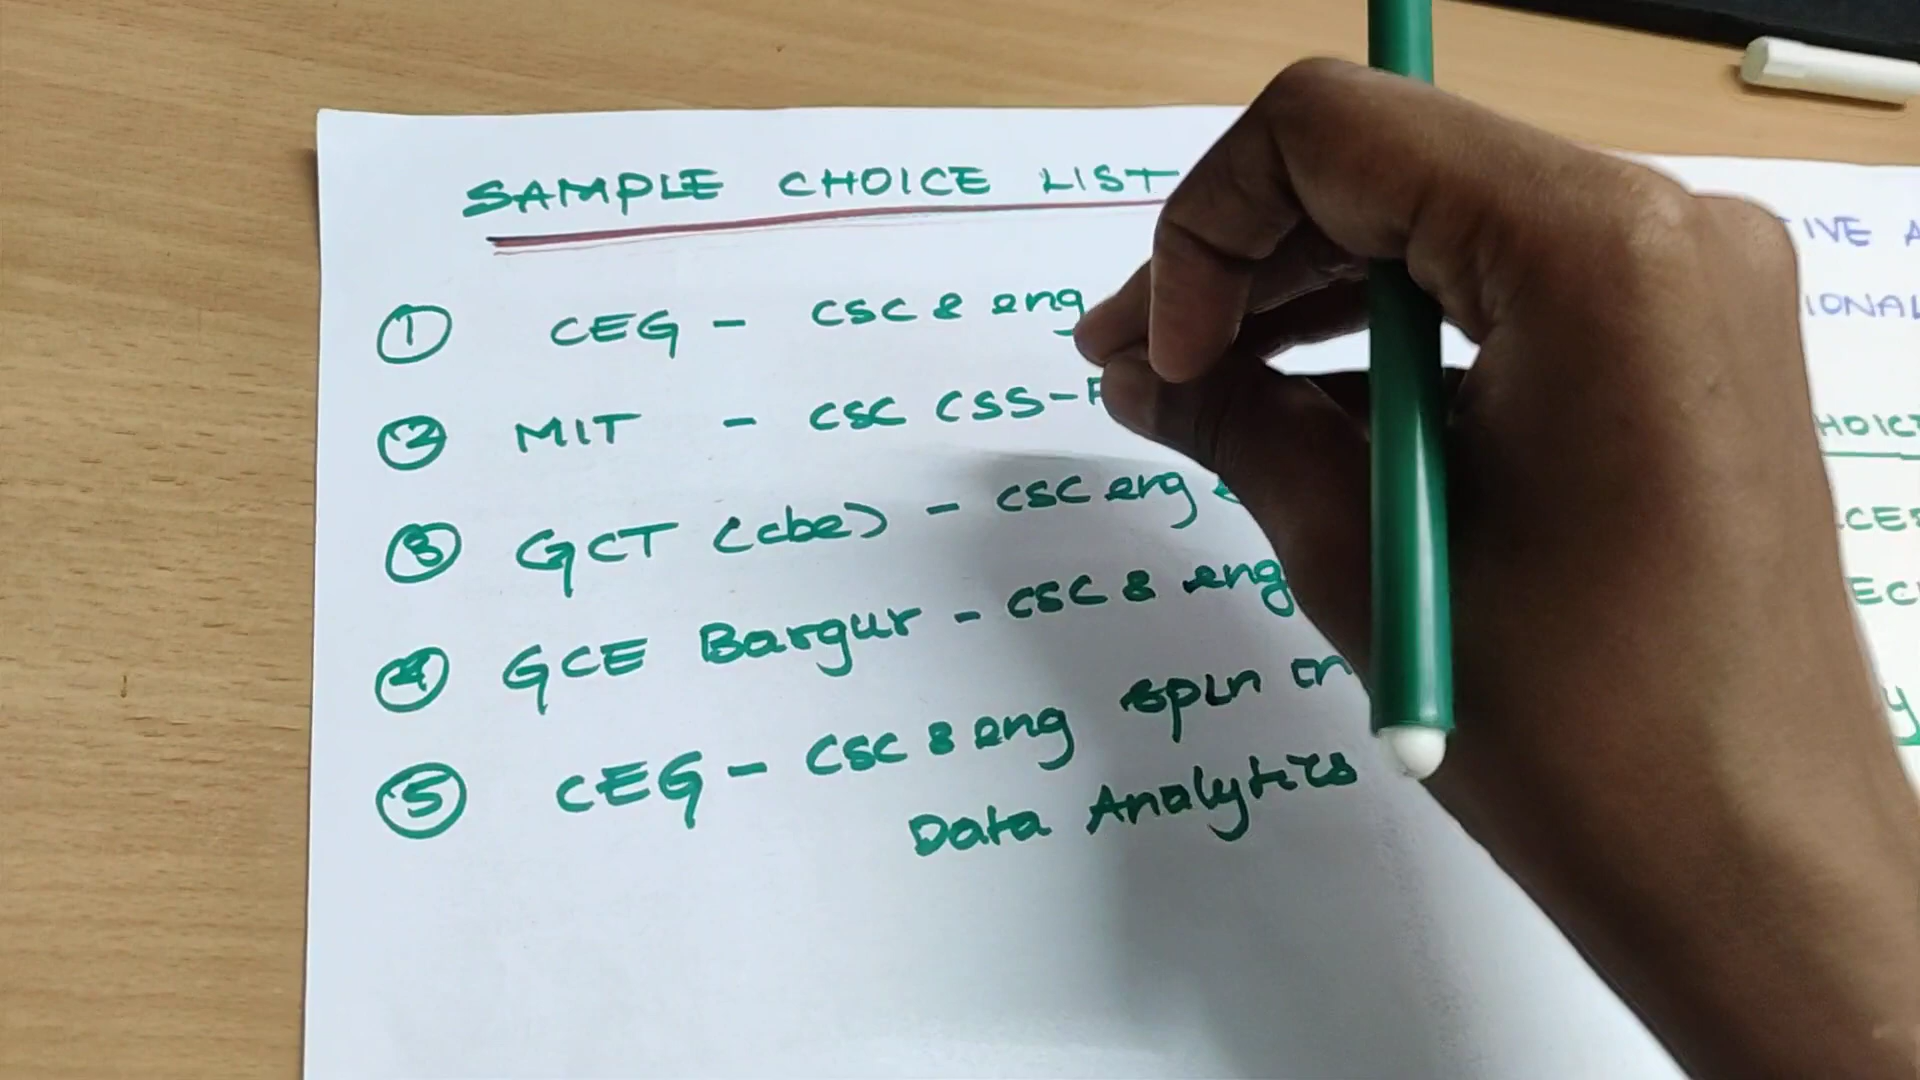 SAMPLE CHOICE LIST
① CEG - CSC & eng
② MIT - CSC CSS-
③ GCT (cbe) - CSC eng
④ GCE Bargur - CSC & eng
⑤ CEG - CSC & eng spln in
Data Analytics